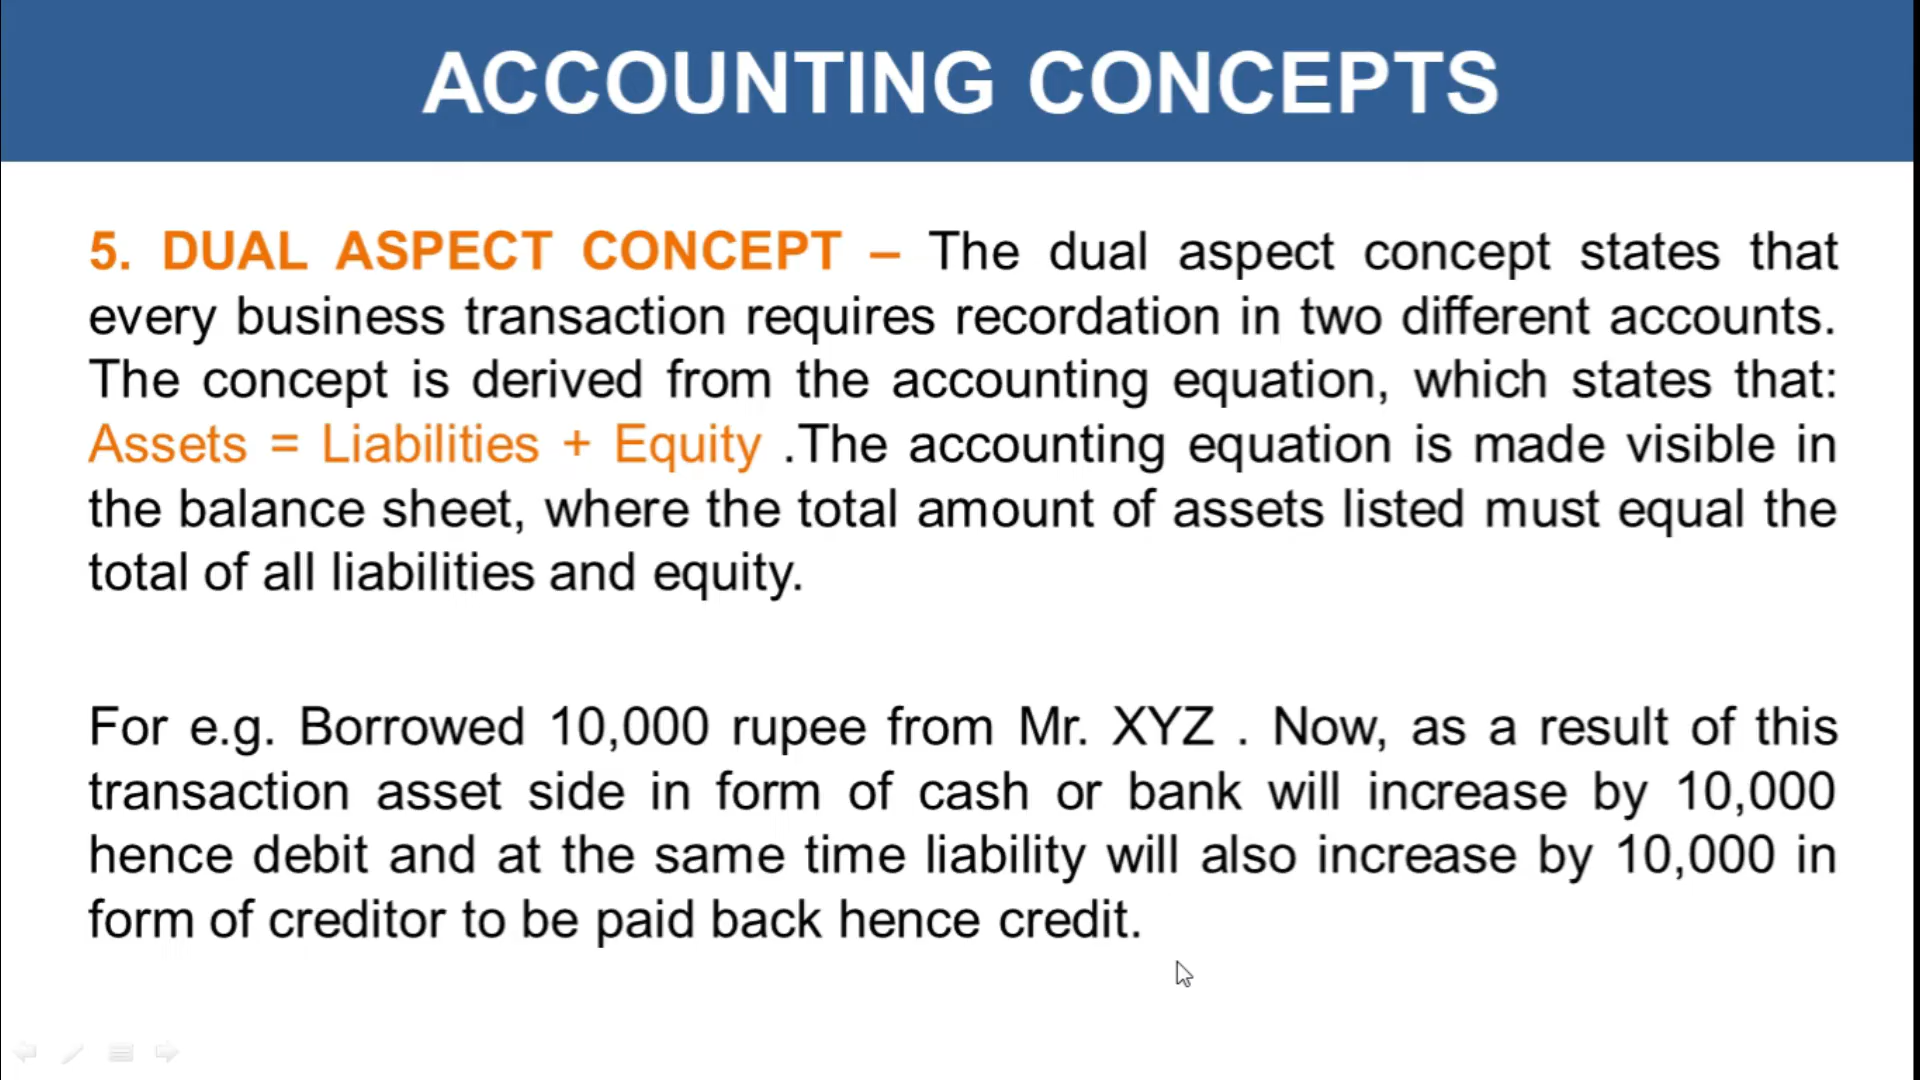 ACCOUNTING CONCEPTS
5. DUAL ASPECT CONCEPT – The dual aspect concept states that
every business transaction requires recordation in two different accounts.
The concept is derived from the accounting equation, which states that:
Assets = Liabilities + Equity .The accounting equation is made visible in
the balance sheet, where the total amount of assets listed must equal the
total of all liabilities and equity.
For e.g. Borrowed 10,000 rupee from Mr. XYZ . Now, as a result of this
transaction asset side in form of cash or bank will increase by 10,000
hence debit and at the same time liability will also increase by 10,000 in
form of creditor to be paid back hence credit.